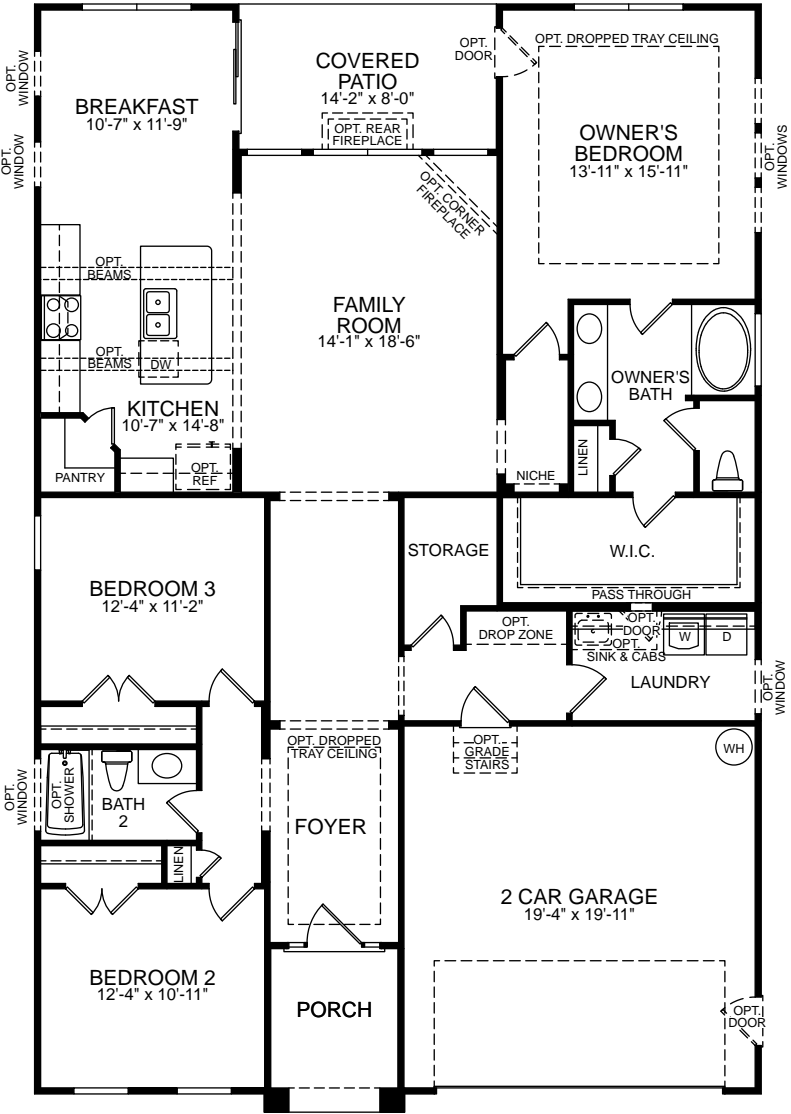 OPT.
WINDOW
BREAKFAST
10'-7" x 11'-9"
OPT.
WINDOW
COVERED
PATIO
14'-2" x 8'-0"
OPT. REAR
FIREPLACE
OPT.
DOOR
OPT. DROPPED TRAY CEILING
OWNER'S
BEDROOM
13'-11" x 15'-11"
OPT.
WINDOWS
OPT. CORNER
FIREPLACE
OPT.
BEAMS
FAMILY
ROOM
14'-1" x 18'-6"
OPT.
BEAMS
DW
KITCHEN
10'-7" x 14'-8"
PANTRY
OPT.
REF
OWNER'S
BATH
LINEN
NICHE
STORAGE
W.I.C.
PASS THROUGH
BEDROOM 3
12'-4" x 11'-2"
OPT.
DROP ZONE
OPT.
DOOR
OPT.
SINK & CABS
W
D
LAUNDRY
OPT.
WINDOW
OPT. DROPPED
TRAY CEILING
OPT.
GRADE
STAIRS
WH
OPT.
WINDOW
OPT.
SHOWER
BATH
2
FOYER
LINEN
2 CAR GARAGE
19'-4" x 19'-11"
BEDROOM 2
12'-4" x 10'-11"
PORCH
OPT.
DOOR